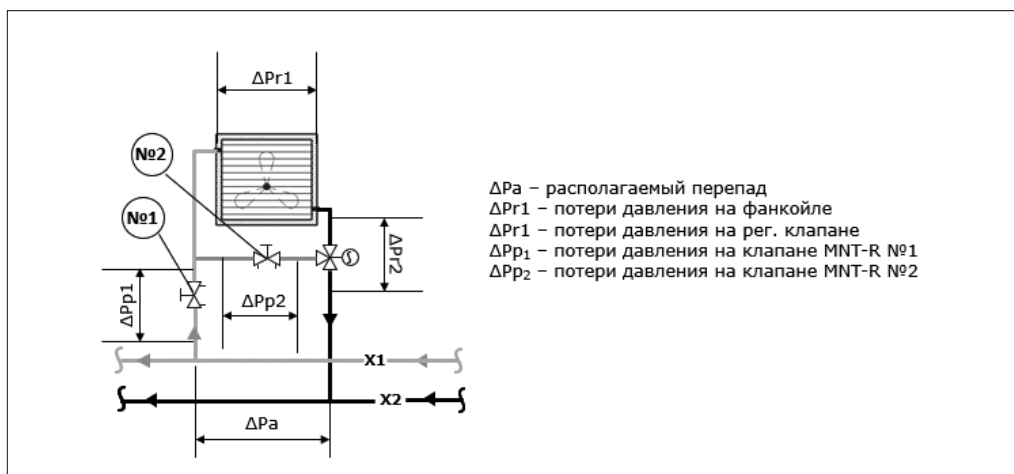 ΔPr1
№2
№1
ΔPr2
ΔPp1
ΔPp2
X1
X2
ΔPa
ΔPa – располагаемый перепад
ΔPr1 – потери давления на фанкойле
ΔPr1 – потери давления на рег. клапане
ΔPp₁ – потери давления на клапане MNT-R №1
ΔPp₂ – потери давления на клапане MNT-R №2